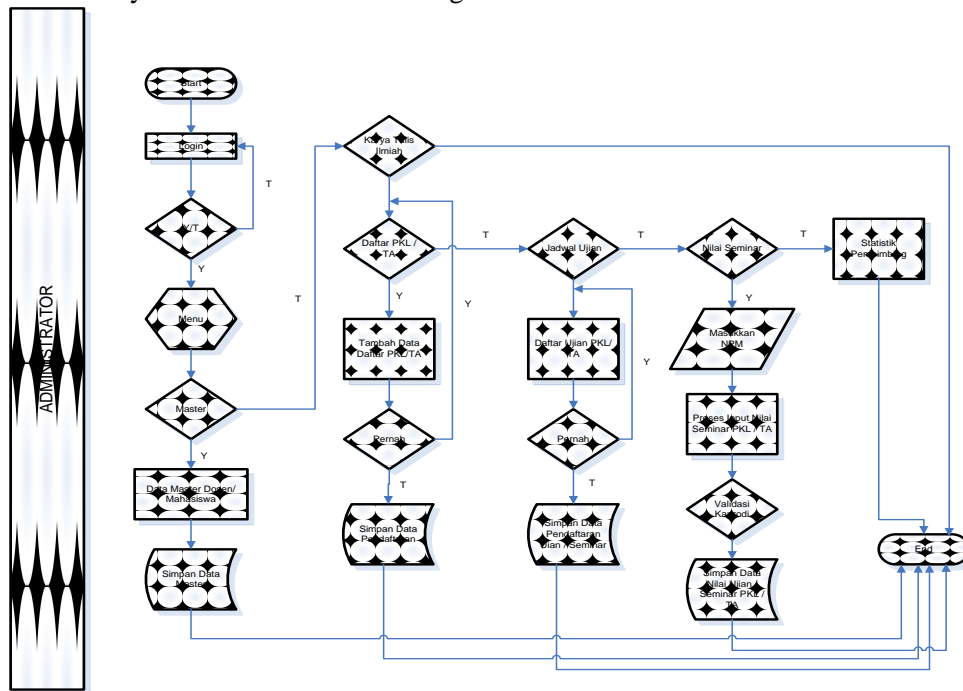 ADMINISTRATOR
Start
Login
T
Y/T
Y
Menu
T
Master
Y
Data Master Dosen/
Mahasiswa
Simpan Data
Master
Karya Tulis
Ilmiah
Daftar PKL /
TA
T
Y
Y
Tambah Data
Daftar PKL/TA
Pernah
T
Simpan Data
Pendaftaran
Jadwal Ujian
T
Daftar Ujian PKL/
TA
Y
Pernah
T
Simpan Data
Pendaftaran
Ujian / Seminar
Nilai Seminar
T
Y
Masukkan
NPM
Proses Input Nilai
Seminar PKL / TA
Validasi
Kaprodi
Simpan Data
Nilai Ujian
Seminar PKL /
TA
Statistik
Pembimbing
End